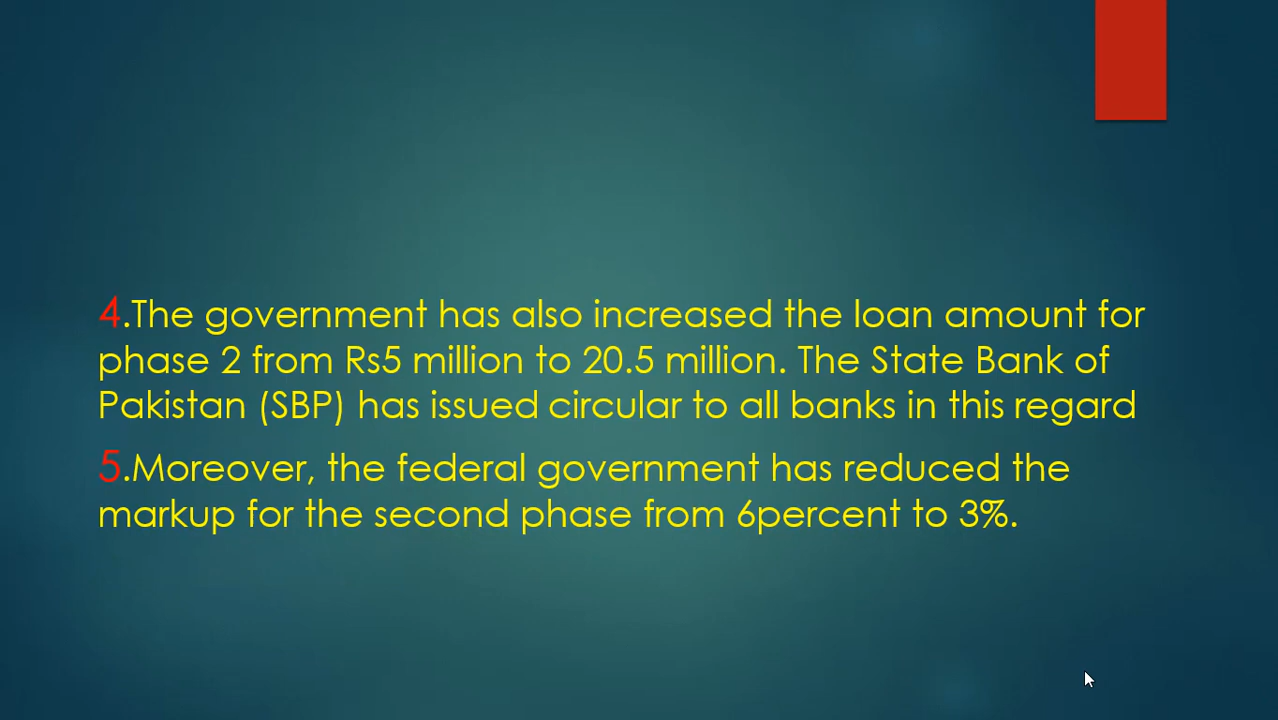 4.The government has also increased the loan amount for
phase 2 from Rs5 million to 20.5 million. The State Bank of
Pakistan (SBP) has issued circular to all banks in this regard
5.Moreover, the federal government has reduced the
markup for the second phase from 6percent to 3%.